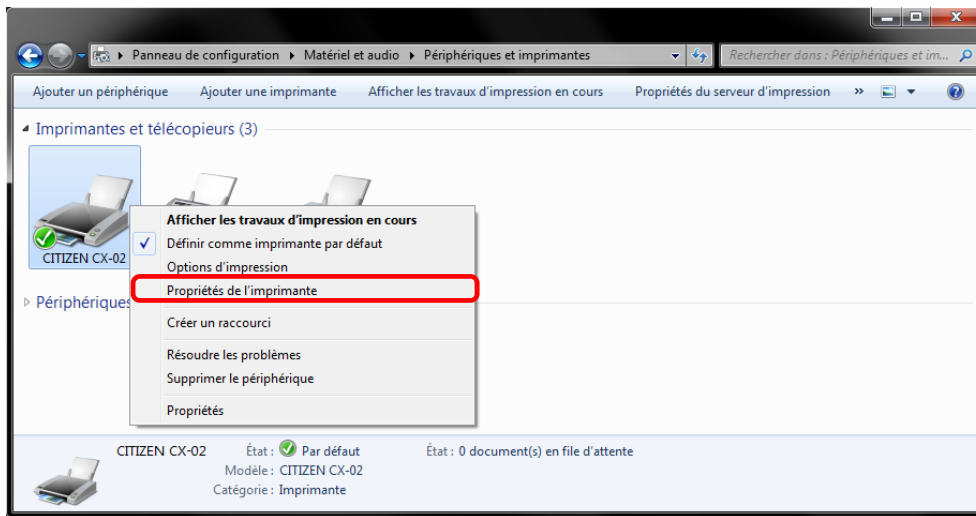 Panneau de configuration ▸ Matériel et audio ▸ Périphériques et imprimantes
Rechercher dans : Périphériques et im...
Ajouter un périphérique Ajouter une imprimante Afficher les travaux d'impression en cours Propriétés du serveur d'impression »
Imprimantes et télécopieurs (3)
CITIZEN CX-02
Afficher les travaux d'impression en cours
Définir comme imprimante par défaut
Options d'impression
Propriétés de l'imprimante
Créer un raccourci
Résoudre les problèmes
Supprimer le périphérique
Propriétés
Périphériques
CITIZEN CX-02 État : Par défaut État : 0 document(s) en file d'attente
Modèle : CITIZEN CX-02
Catégorie : Imprimante